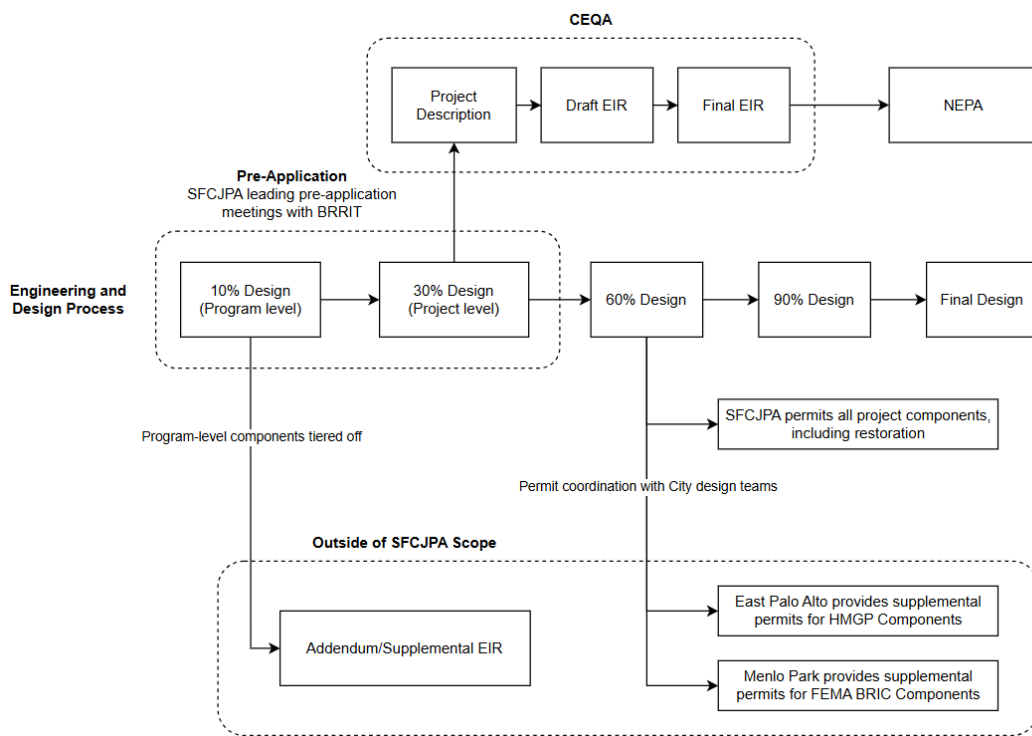 CEQA
Project
Description
Draft EIR
Final EIR
NEPA
Pre-Application
SFCJPA leading pre-application
meetings with BRRIT
Engineering and
Design Process
10% Design
(Program level)
30% Design
(Project level)
60% Design
90% Design
Final Design
Program-level components tiered off
SFCJPA permits all project components,
including restoration
Permit coordination with City design teams
Outside of SFCJPA Scope
Addendum/Supplemental EIR
East Palo Alto provides supplemental
permits for HMGP Components
Menlo Park provides supplemental
permits for FEMA BRIC Components